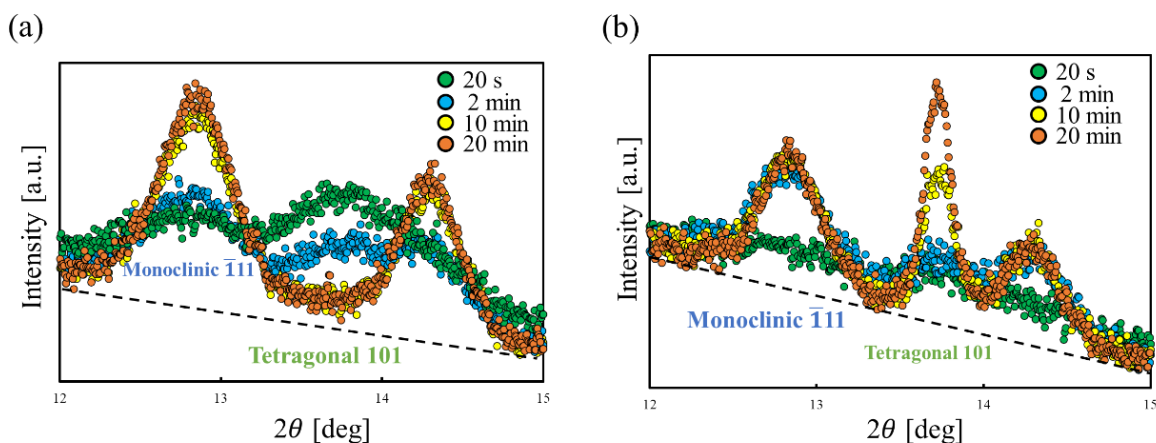 (a)
20 s
2 min
10 min
20 min
Intensity [a.u.]
Monoclinic 1̅11
Tetragonal 101
12
13
14
15
2θ [deg]
(b)
20 s
2 min
10 min
20 min
Intensity [a.u.]
Monoclinic 1̅11
Tetragonal 101
12
13
14
15
2θ [deg]